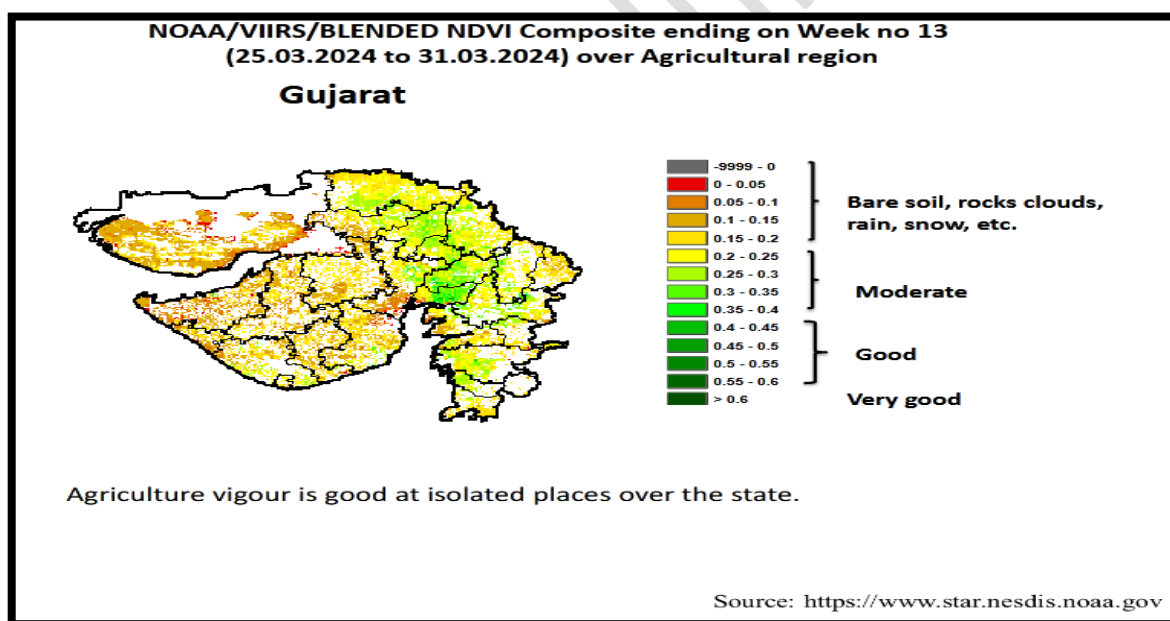 NOAA/VIIRS/BLENDED NDVI Composite ending on Week no 13
(25.03.2024 to 31.03.2024) over Agricultural region
Gujarat
-9999 - 0
0 - 0.05
0.05 - 0.1
0.1 - 0.15
0.15 - 0.2
0.2 - 0.25
0.25 - 0.3
0.3 - 0.35
0.35 - 0.4
0.4 - 0.45
0.45 - 0.5
0.5 - 0.55
0.55 - 0.6
> 0.6
Bare soil, rocks clouds,
rain, snow, etc.
Moderate
Good
Very good
Agriculture vigour is good at isolated places over the state.
Source: https://www.star.nesdis.noaa.gov